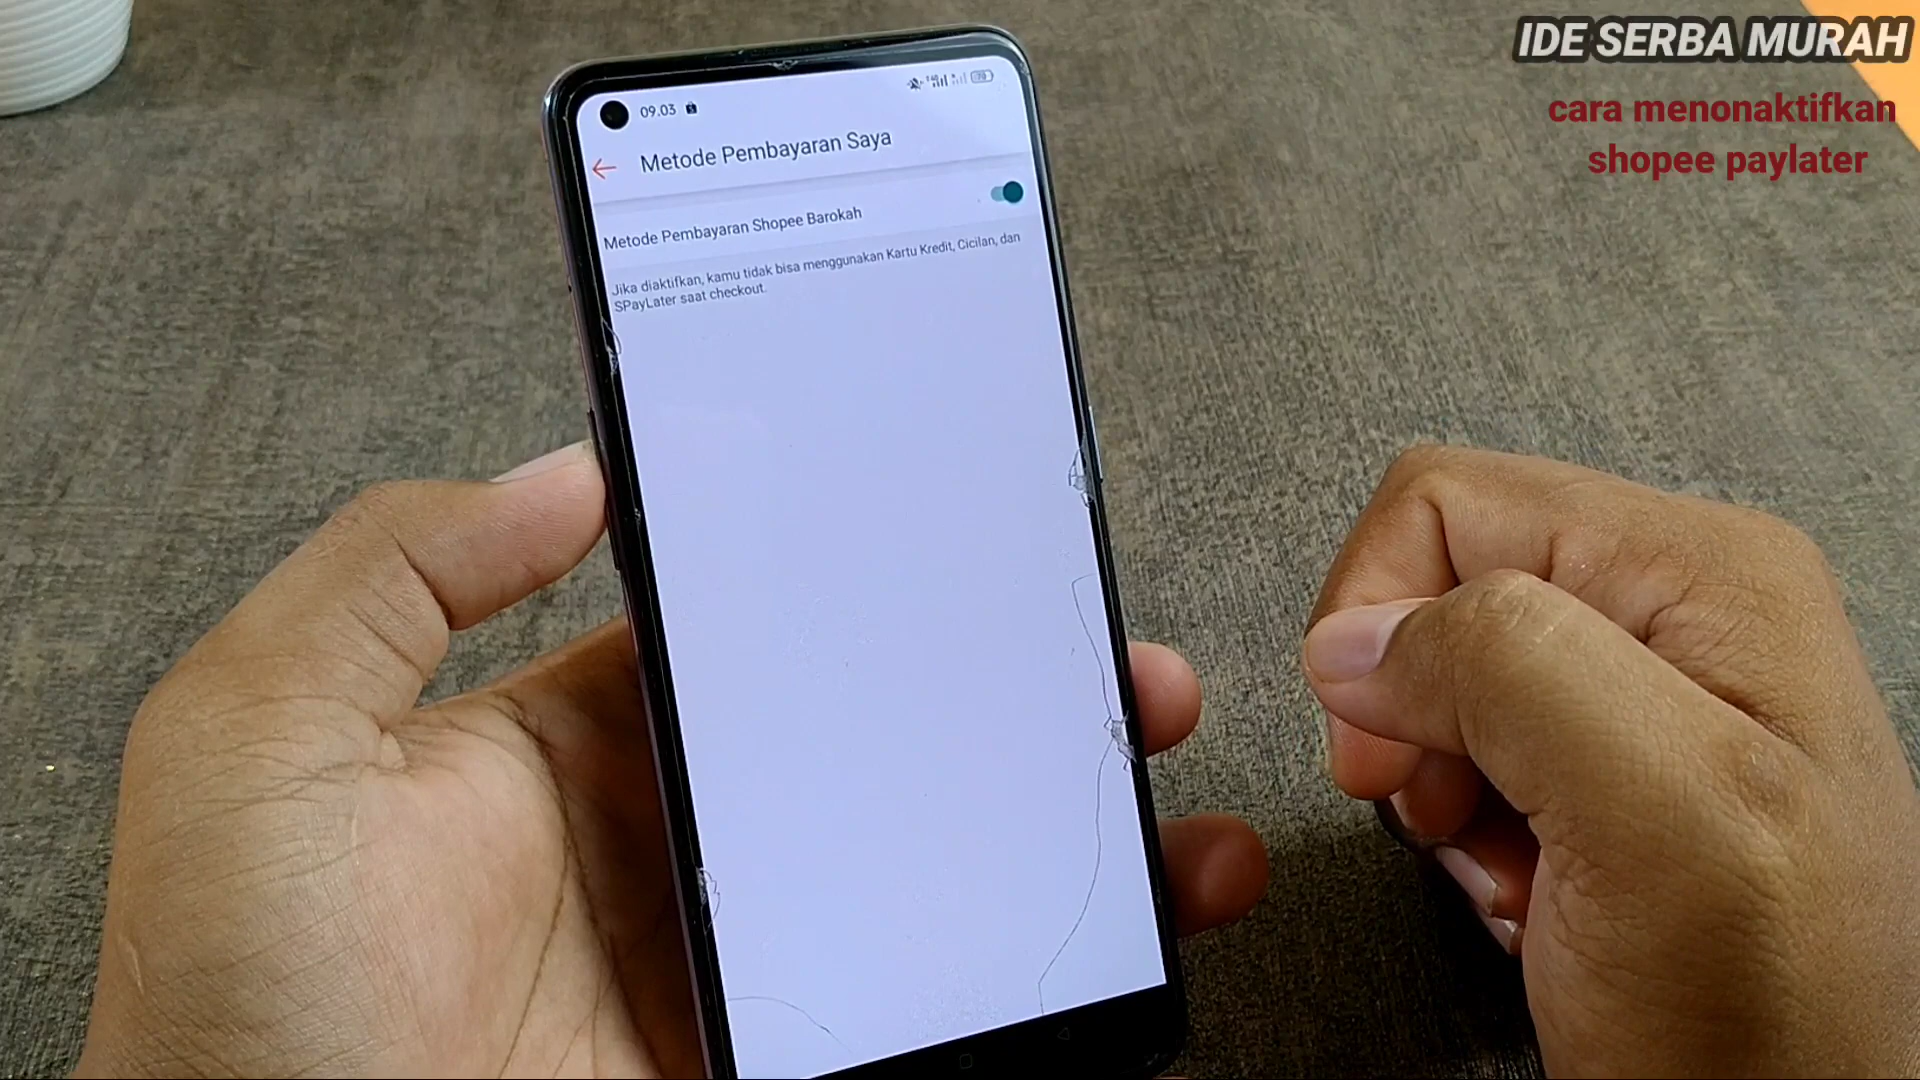 IDE SERBA MURAH
cara menonaktifkan
shopee paylater
09.03
Metode Pembayaran Saya
Metode Pembayaran Shopee Barokah
Jika diaktifkan, kamu tidak bisa menggunakan Kartu Kredit, Cicilan, dan
SPayLater saat checkout.